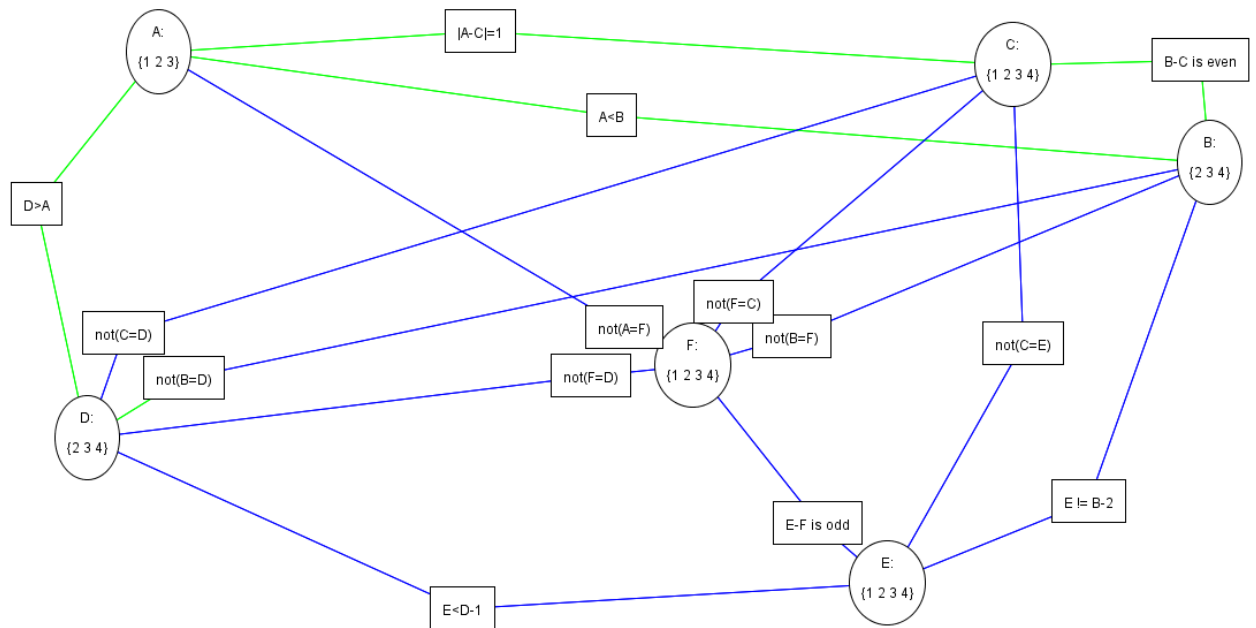 A:
{1 2 3}
|A-C|=1
C:
{1 2 3 4}
B-C is even
A<B
B:
{2 3 4}
D>A
not(C=D)
not(B=D)
not(A=F)
not(F=C)
not(B=F)
not(C=E)
F:
{1 2 3 4}
not(F=D)
D:
{2 3 4}
E != B-2
E-F is odd
E:
{1 2 3 4}
E<D-1